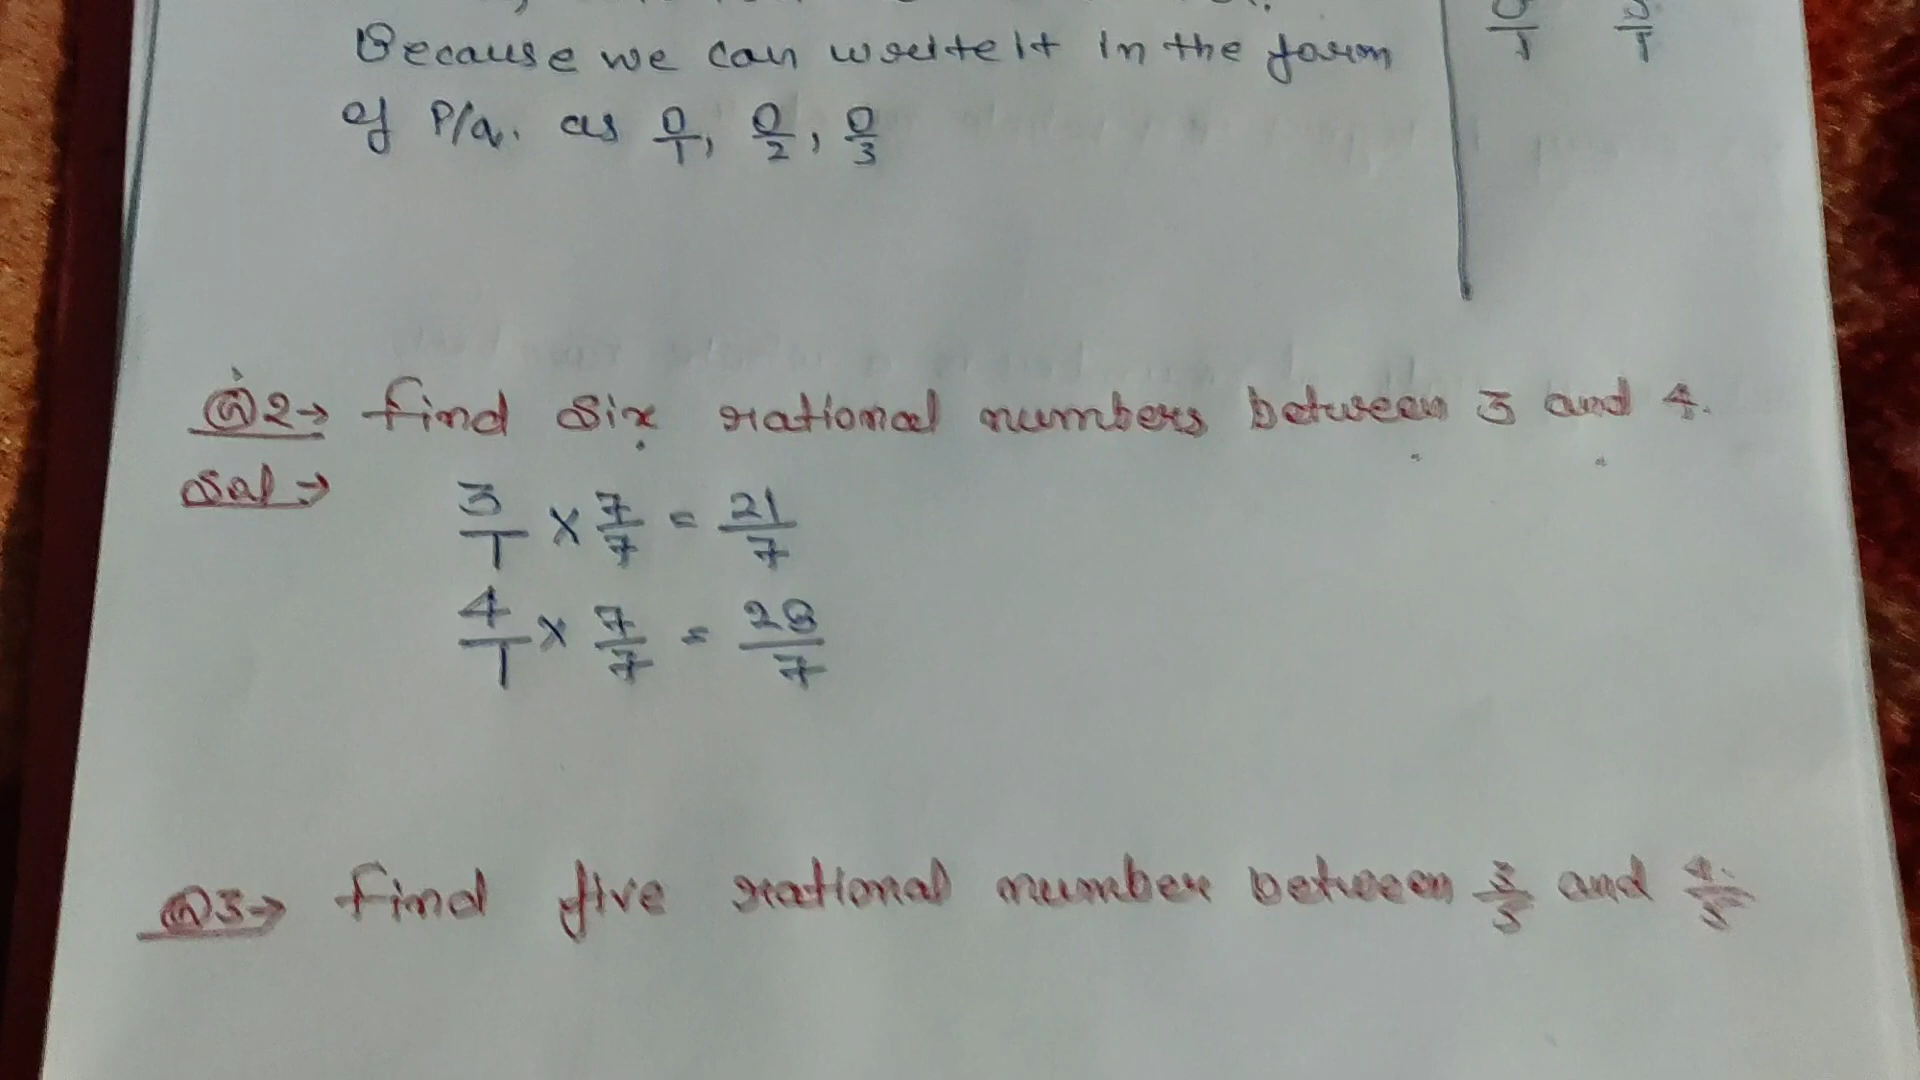 Because we can write it in the form
of P/q. as 0/1, 0/2, 0/3
Q2→ Find Six rational numbers between 3 and 4.
Sol→
3/1 × 7/7 = 21/7
4/1 × 7/7 = 28/7
Q3→ Find five rational number between 3/5 and 4/5